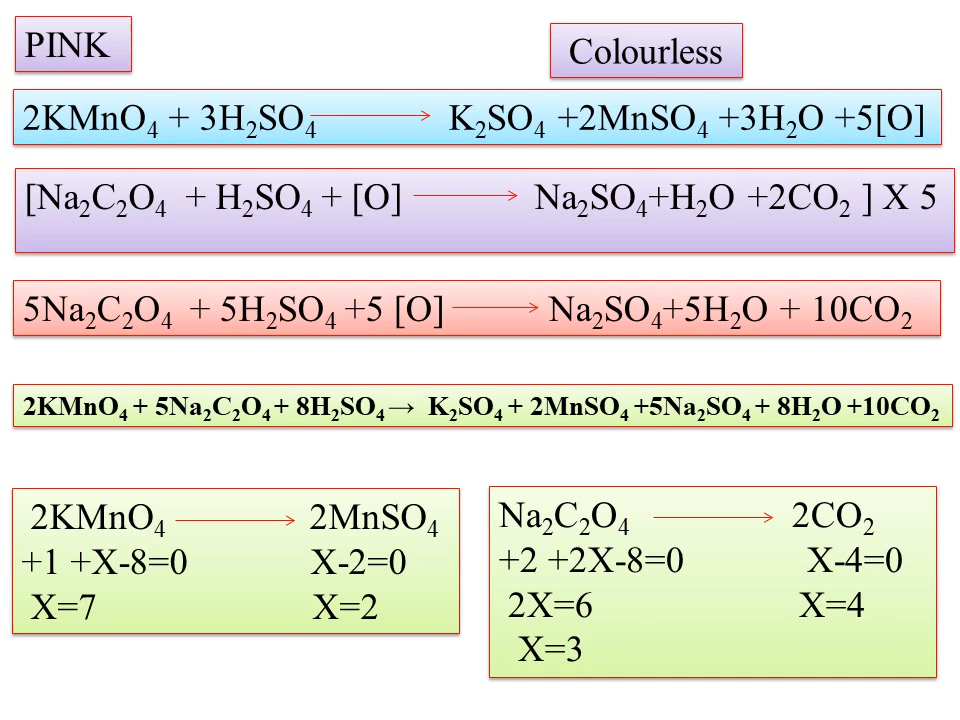 PINK
Colourless
2KMnO₄ + 3H₂SO₄ → K₂SO₄ +2MnSO₄ +3H₂O +5[O]
[Na₂C₂O₄ + H₂SO₄ + [O] → Na₂SO₄+H₂O +2CO₂ ] X 5
5Na₂C₂O₄ + 5H₂SO₄ +5 [O] → Na₂SO₄+5H₂O + 10CO₂
2KMnO₄ + 5Na₂C₂O₄ + 8H₂SO₄ → K₂SO₄ + 2MnSO₄ +5Na₂SO₄ + 8H₂O +10CO₂
2KMnO₄ → 2MnSO₄
+1 +X-8=0 X-2=0
X=7 X=2
Na₂C₂O₄ → 2CO₂
+2 +2X-8=0 X-4=0
2X=6 X=4
X=3